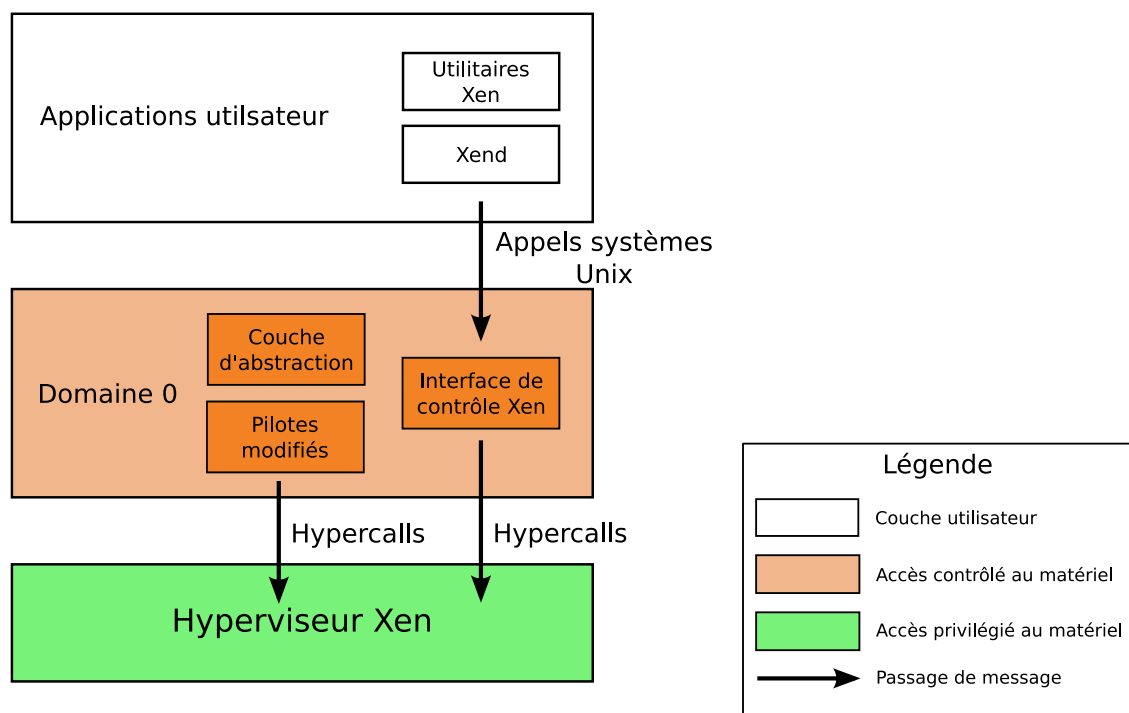 Utilitaires
Xen
Applications utilsateur
Xend
Appels systèmes
Unix
Couche
d'abstraction
Domaine 0
Interface de
contrôle Xen
Pilotes
modifiés
Hypercalls
Hypercalls
Hyperviseur Xen
Légende
Couche utilisateur
Accès contrôlé au matériel
Accès privilégié au matériel
Passage de message